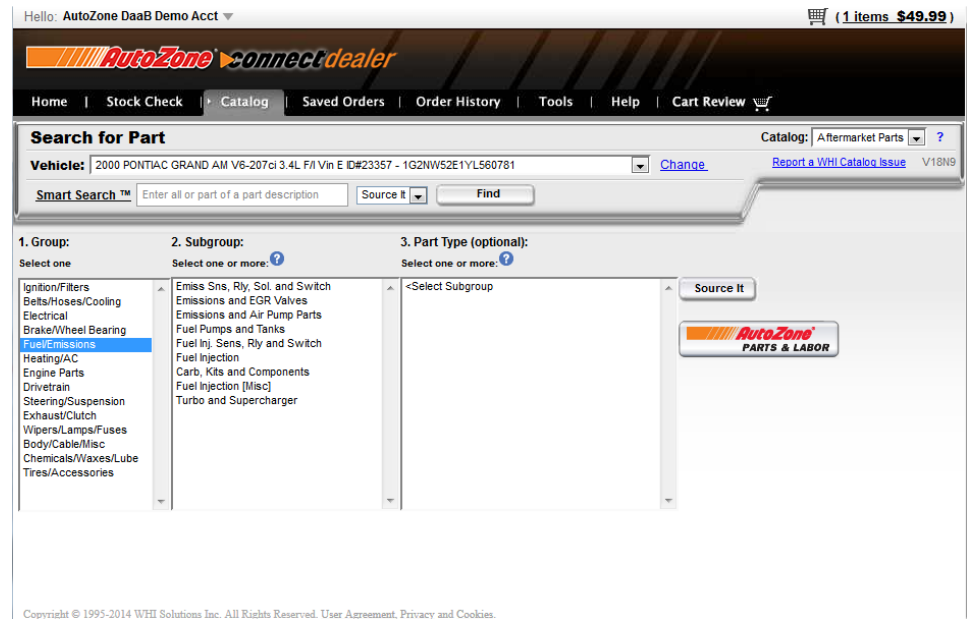 Hello: AutoZone DaaB Demo Acct
( 1 items $49.99 )
AutoZone connectdealer
Home | Stock Check | Catalog | Saved Orders | Order History | Tools | Help | Cart Review
Search for Part
Catalog: Aftermarket Parts ?
Vehicle: 2000 PONTIAC GRAND AM V6-207ci 3.4L F/I Vin E ID#23357 - 1G2NW52E1YL560781 Change
Report a WHI Catalog Issue V18N9
Smart Search ™ Enter all or part of a part description Source It Find
1. Group:
Select one
Ignition/Filters
Belts/Hoses/Cooling
Electrical
Brake/Wheel Bearing
Fuel/Emissions
Heating/AC
Engine Parts
Drivetrain
Steering/Suspension
Exhaust/Clutch
Wipers/Lamps/Fuses
Body/Cable/Misc
Chemicals/Waxes/Lube
Tires/Accessories
2. Subgroup:
Select one or more: ?
Emiss Sns, Rly, Sol. and Switch
Emissions and EGR Valves
Emissions and Air Pump Parts
Fuel Pumps and Tanks
Fuel Inj. Sens, Rly and Switch
Fuel Injection
Carb, Kits and Components
Fuel Injection [Misc]
Turbo and Supercharger
3. Part Type (optional):
Select one or more: ?
<Select Subgroup
Source It
AutoZone
PARTS & LABOR
Copyright © 1995-2014 WHI Solutions Inc. All Rights Reserved. User Agreement, Privacy and Cookies.